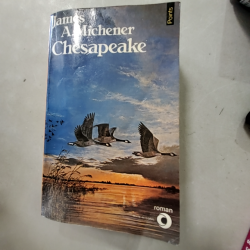 James
A. Michener
Chesapeake
Points
roman